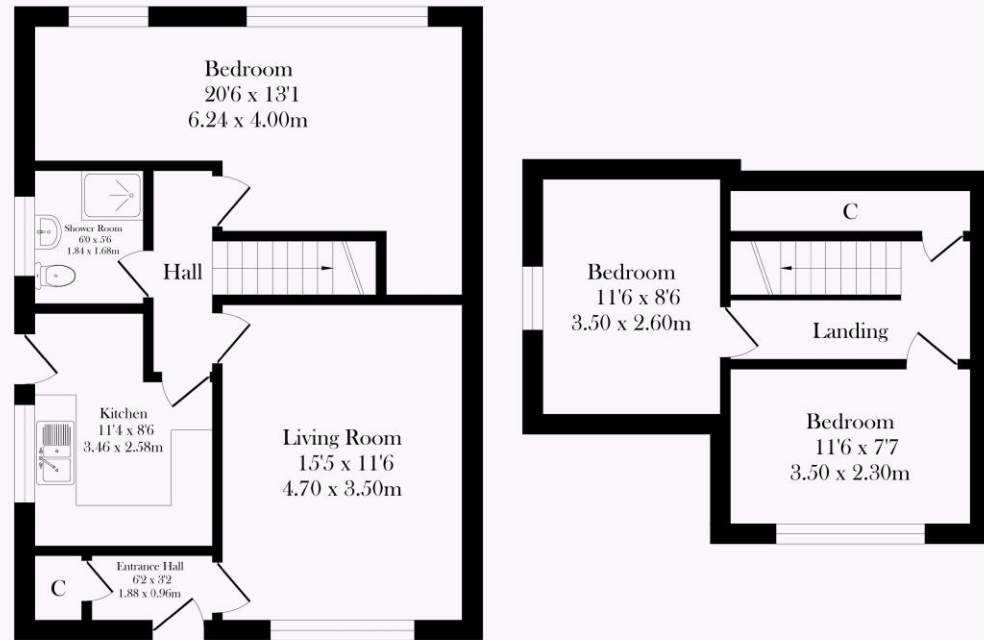 Bedroom
20'6 x 13'1
6.24 x 4.00m
Shower Room
6'0 x 5'6
1.84 x 1.68m
Hall
Kitchen
11'4 x 8'6
3.46 x 2.58m
Living Room
15'5 x 11'6
4.70 x 3.50m
C
Entrance Hall
6'2 x 3'2
1.88 x 0.96m
C
Bedroom
11'6 x 8'6
3.50 x 2.60m
Landing
Bedroom
11'6 x 7'7
3.50 x 2.30m